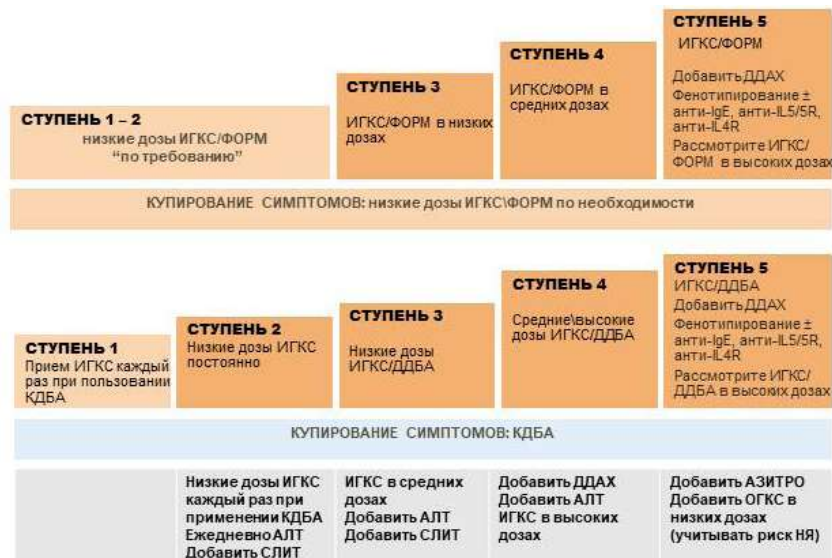 СТУПЕНЬ 5
ИГКС/ФОРМ
Добавить ДДАХ
Фенотипирование ±
анти-IgE, анти-IL5/5R,
анти-IL4R
Рассмотрите ИГКС/
ФОРМ в высоких дозах
СТУПЕНЬ 4
ИГКС/ФОРМ в
средних дозах
СТУПЕНЬ 3
ИГКС/ФОРМ в низких
дозах
СТУПЕНЬ 1 – 2
низкие дозы ИГКС/ФОРМ
“по требованию”
КУПИРОВАНИЕ СИМПТОМОВ: низкие дозы ИГКС\ФОРМ по необходимости
СТУПЕНЬ 5
ИГКС/ДДБА
Добавить ДДАХ
Фенотипирование ±
анти-IgE, анти-IL5/5R,
анти-IL4R
Рассмотрите ИГКС/
ДДБА в высоких дозах
СТУПЕНЬ 4
Средние\высокие
дозы ИГКС/ДДБА
СТУПЕНЬ 3
Низкие дозы
ИГКС/ДДБА
СТУПЕНЬ 2
Низкие дозы ИГКС
постоянно
СТУПЕНЬ 1
Прием ИГКС каждый
раз при пользовании
КДБА
КУПИРОВАНИЕ СИМПТОМОВ: КДБА
Низкие дозы ИГКС
каждый раз при
применении КДБА
Ежедневно АЛТ
Добавить СЛИТ
ИГКС в средних
дозах
Добавить АЛТ
Добавить СЛИТ
Добавить ДДАХ
Добавить АЛТ
ИГКС в высоких
дозах
Добавить АЗИТРО
Добавить ОГКС в
низких дозах
(учитывать риск НЯ)